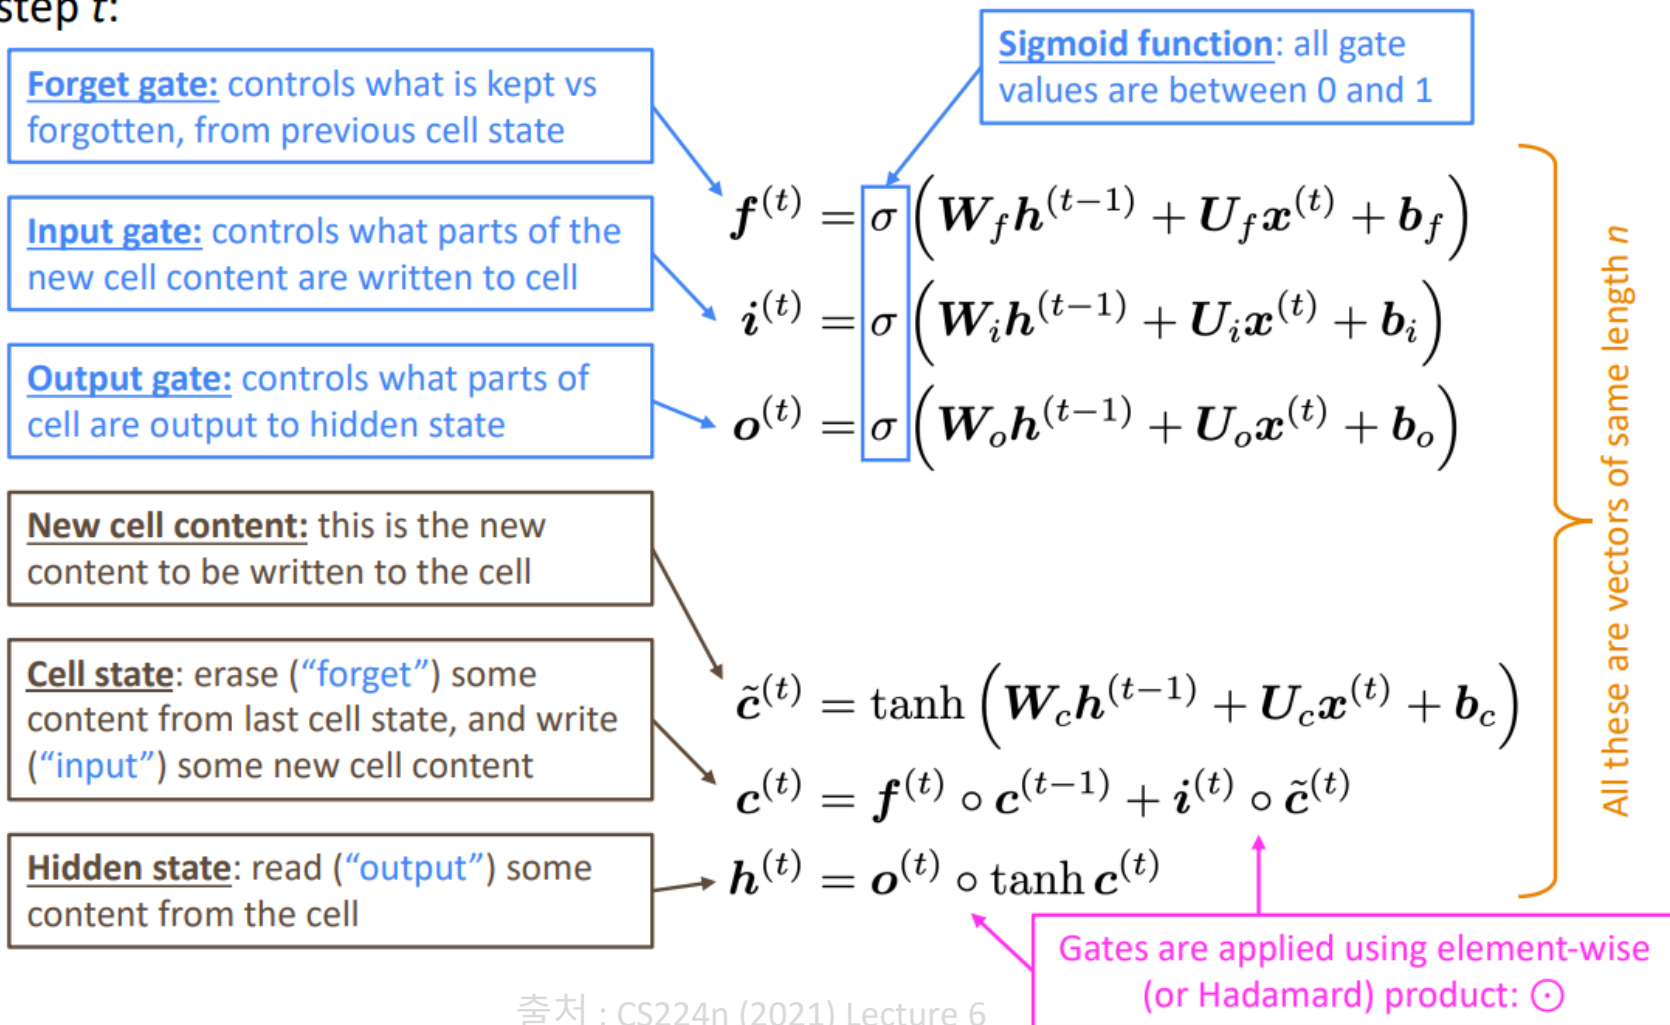 step t:
Sigmoid function: all gate
values are between 0 and 1
Forget gate: controls what is kept vs
forgotten, from previous cell state
f^(t) = σ(W_f h^(t−1) + U_f x^(t) + b_f)
Input gate: controls what parts of the
new cell content are written to cell
i^(t) = σ(W_i h^(t−1) + U_i x^(t) + b_i)
Output gate: controls what parts of
cell are output to hidden state
o^(t) = σ(W_o h^(t−1) + U_o x^(t) + b_o)
New cell content: this is the new
content to be written to the cell
c̃^(t) = tanh(W_c h^(t−1) + U_c x^(t) + b_c)
Cell state: erase (“forget”) some
content from last cell state, and write
(“input”) some new cell content
c^(t) = f^(t) ∘ c^(t−1) + i^(t) ∘ c̃^(t)
Hidden state: read (“output”) some
content from the cell
h^(t) = o^(t) ∘ tanh c^(t)
All these are vectors of same length n
Gates are applied using element-wise
(or Hadamard) product: ⊙
출처 : CS224n (2021) Lecture 6